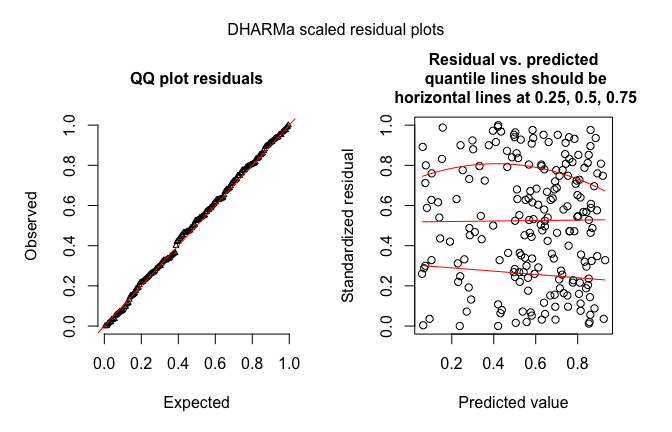 DHARMa scaled residual plots
QQ plot residuals
Observed
0.0 0.2 0.4 0.6 0.8 1.0
0.0 0.2 0.4 0.6 0.8 1.0
Expected
Residual vs. predicted
quantile lines should be
horizontal lines at 0.25, 0.5, 0.75
Standardized residual
0.0 0.2 0.4 0.6 0.8 1.0
0.2 0.4 0.6 0.8
Predicted value